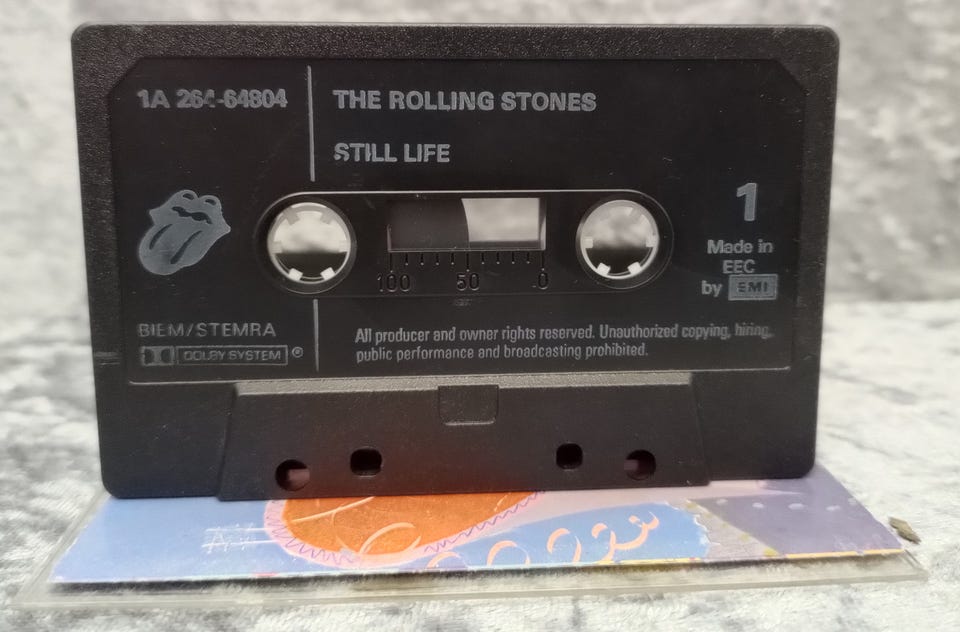 1A 264-64804
THE ROLLING STONES
STILL LIFE
1
Made in
EEC
by EMI
100 50 0
BIEM/STEMRA
DOLBY SYSTEM ®
All producer and owner rights reserved. Unauthorized copying, hiring,
public performance and broadcasting prohibited.